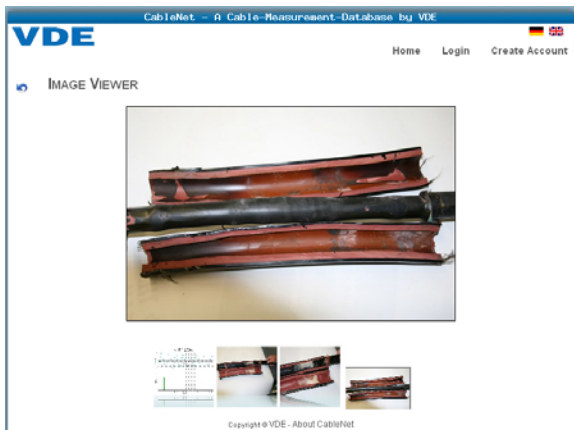 CableNet - A Cable-Measurement-Database by VDE
VDE
Home Login Create Account
IMAGE VIEWER
Copyright © VDE - About CableNet